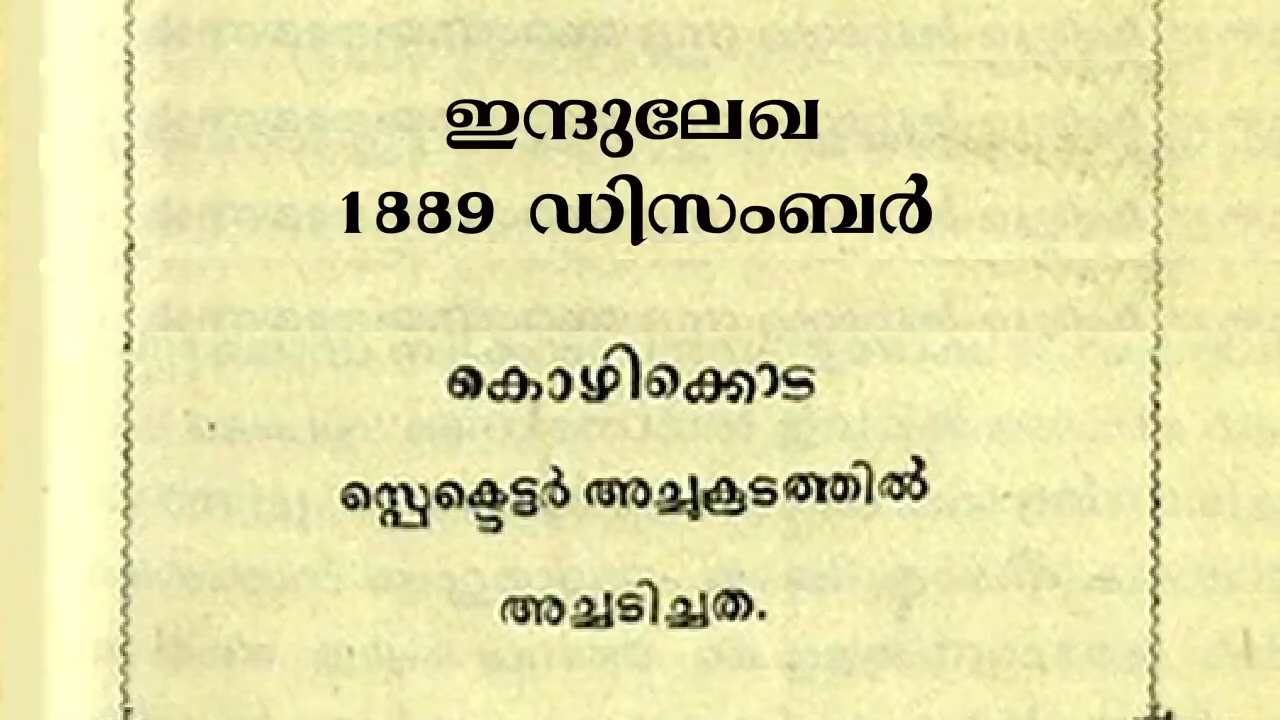 ഇന്ദുലേഖ
1889 ഡിസംബർ
കൊഴിക്കൊട
സ്പെക്ടെട്ടർ അച്ചുകൂടത്തിൽ
അച്ചടിച്ചത.